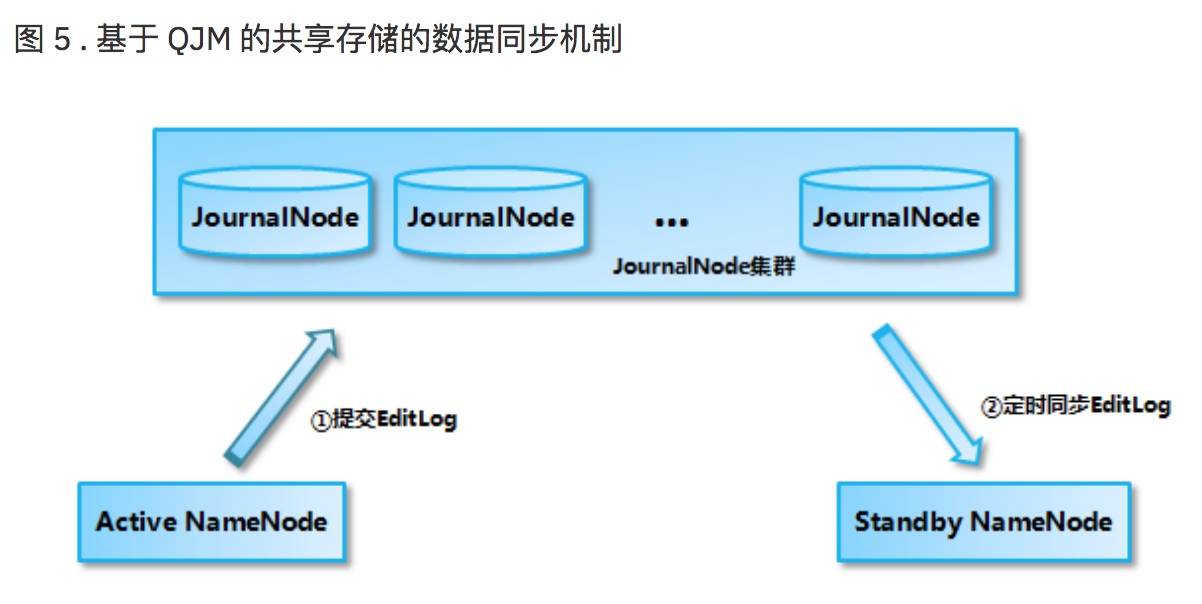 图 5 . 基于 QJM 的共享存储的数据同步机制
JournalNode
JournalNode
...
JournalNode
JournalNode集群
①提交EditLog
②定时同步EditLog
Active NameNode
Standby NameNode